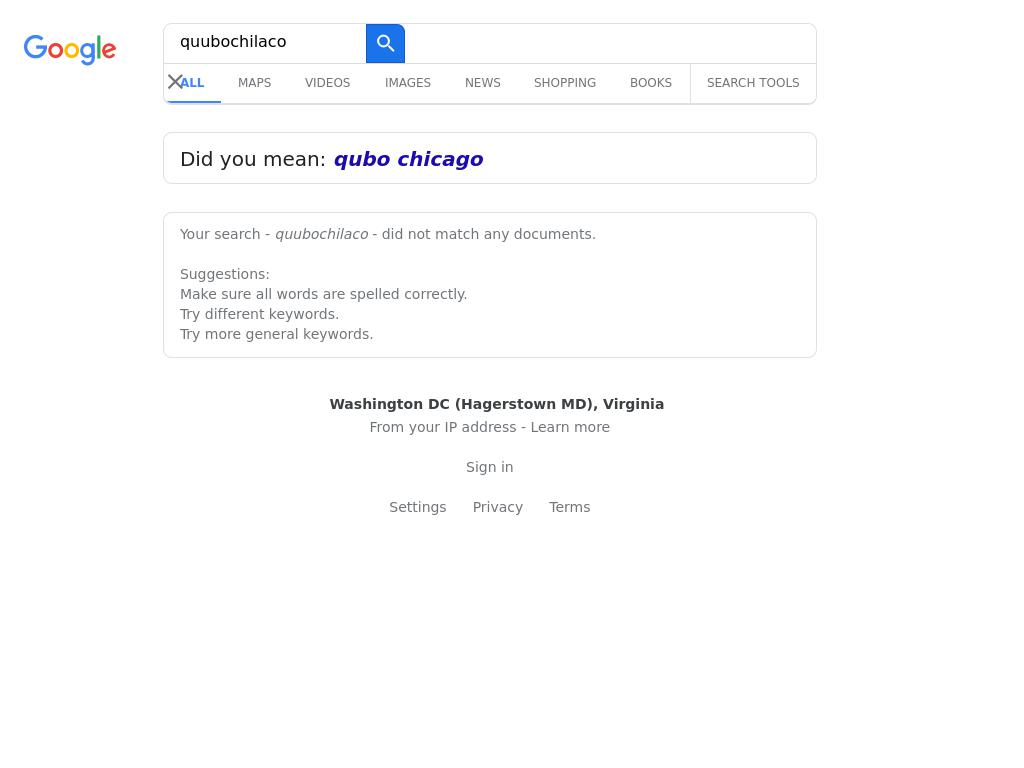 Google
quubochilaco
ALL MAPS VIDEOS IMAGES NEWS SHOPPING BOOKS SEARCH TOOLS
Did you mean: qubo chicago
Your search - quubochilaco - did not match any documents.
Suggestions:
Make sure all words are spelled correctly.
Try different keywords.
Try more general keywords.
Washington DC (Hagerstown MD), Virginia
From your IP address - Learn more
Sign in
Settings Privacy Terms